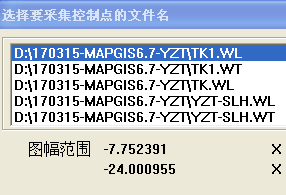 选择要采集控制点的文件名
D:\170315-MAPGIS6.7-YZT\TK1.WL
D:\170315-MAPGIS6.7-YZT\TK1.WT
D:\170315-MAPGIS6.7-YZT\TK.WL
D:\170315-MAPGIS6.7-YZT\YZT-SLH.WL
D:\170315-MAPGIS6.7-YZT\YZT-SLH.WT
图幅范围 -7.752391 X
-24.000955 X